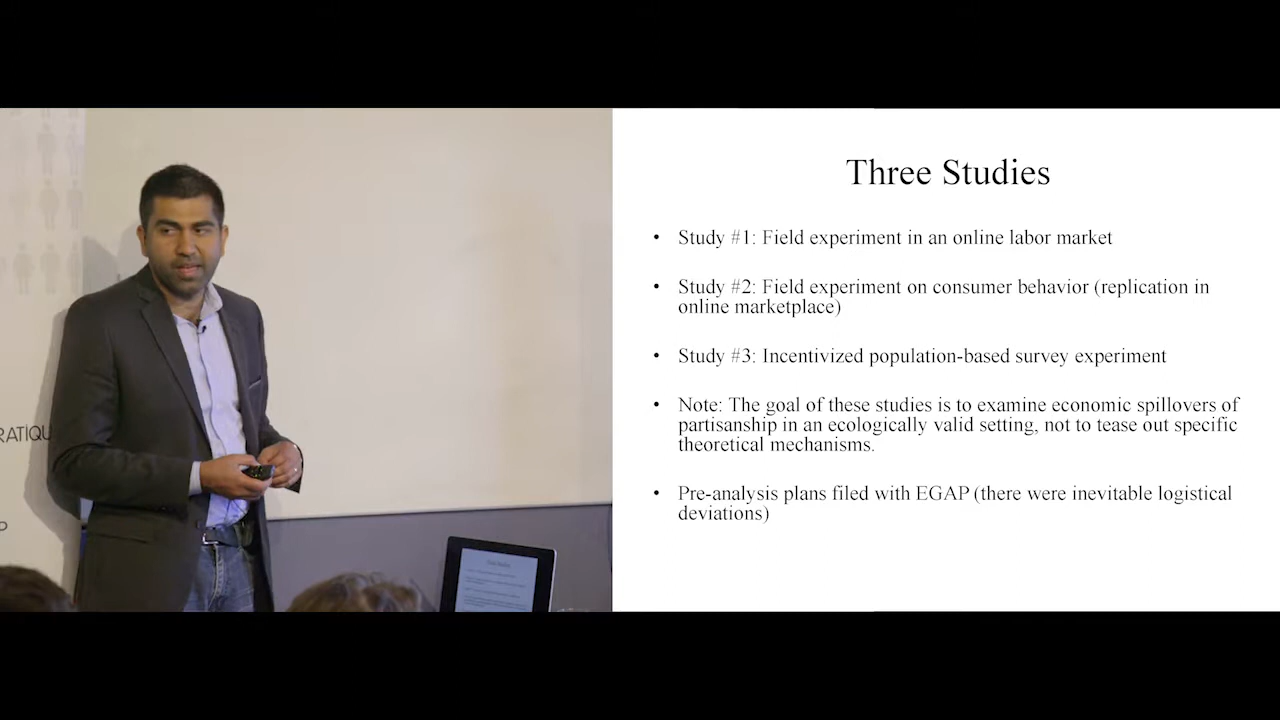 Three Studies
• Study #1: Field experiment in an online labor market
• Study #2: Field experiment on consumer behavior (replication in
online marketplace)
• Study #3: Incentivized population-based survey experiment
• Note: The goal of these studies is to examine economic spillovers of
partisanship in an ecologically valid setting, not to tease out specific
theoretical mechanisms.
• Pre-analysis plans filed with EGAP (there were inevitable logistical
deviations)
RATIQU
Three Studies